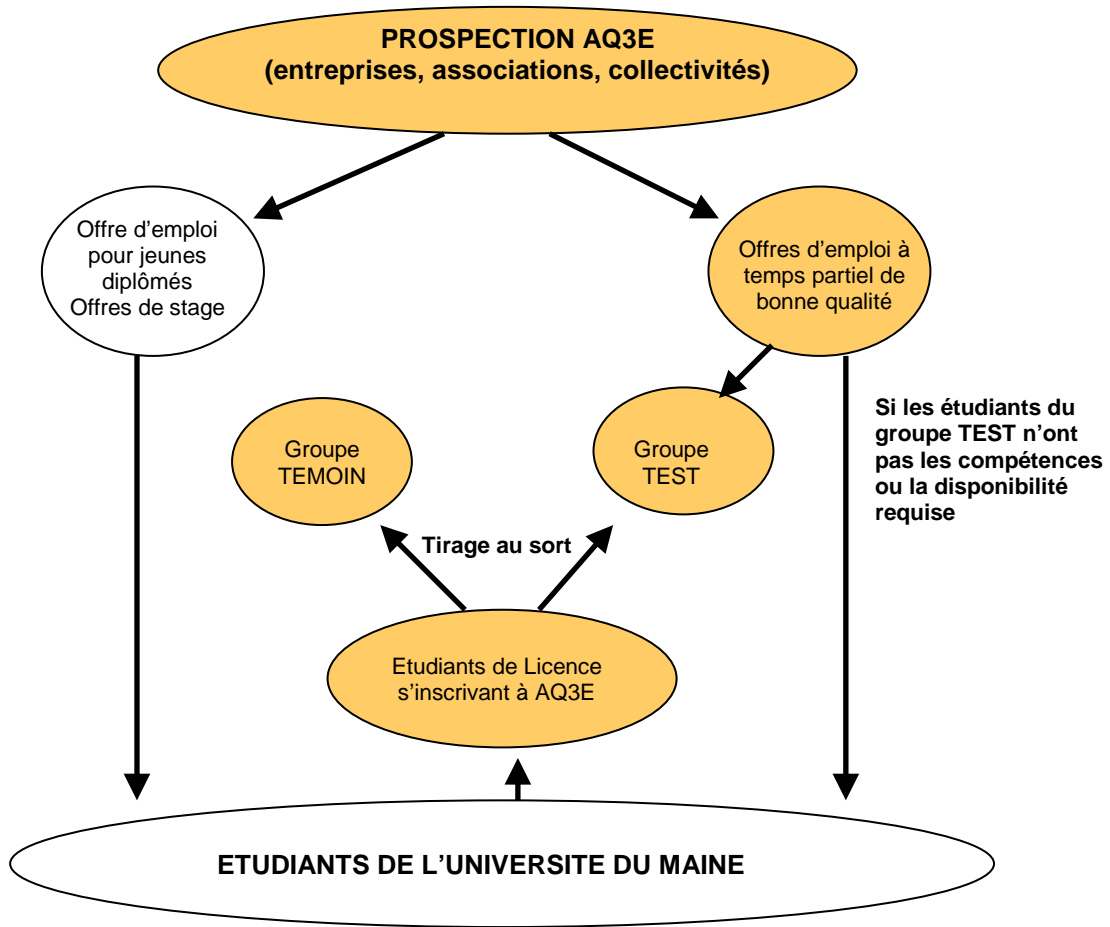 PROSPECTION AQ3E
(entreprises, associations, collectivités)
Offre d'emploi
pour jeunes
diplômés
Offres de stage
Offres d'emploi à
temps partiel de
bonne qualité
Si les étudiants du
groupe TEST n'ont
pas les compétences
ou la disponibilité
requise
Groupe
TEMOIN
Groupe
TEST
Tirage au sort
Etudiants de Licence
s'inscrivant à AQ3E
ETUDIANTS DE L'UNIVERSITE DU MAINE